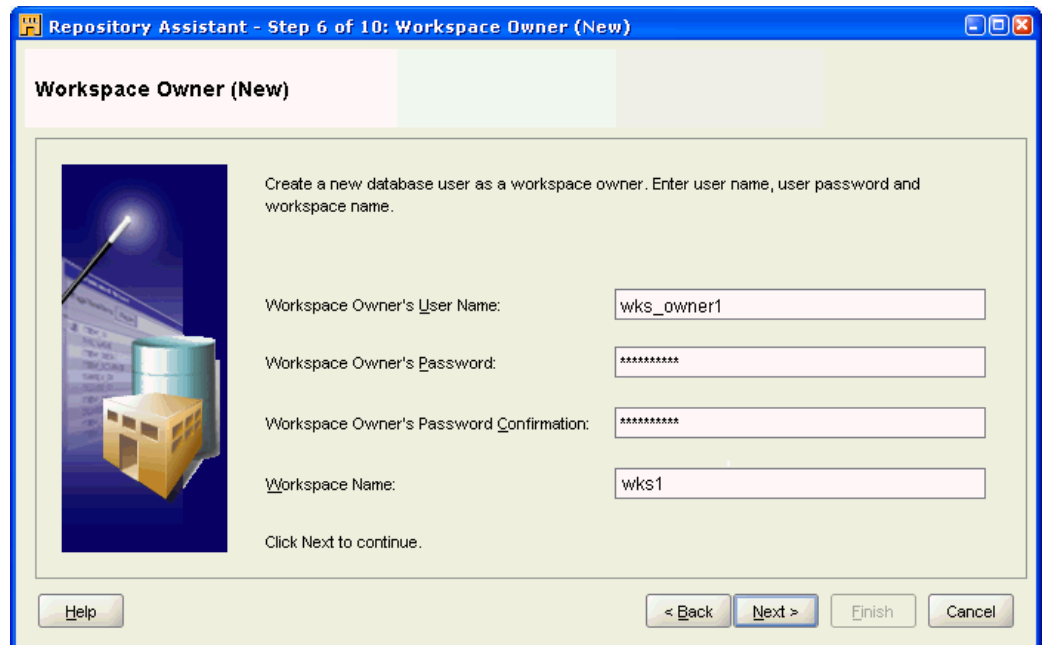 Repository Assistant - Step 6 of 10: Workspace Owner (New)
Workspace Owner (New)
Create a new database user as a workspace owner. Enter user name, user password and
workspace name.
Workspace Owner's User Name: wks_owner1
Workspace Owner's Password: **********
Workspace Owner's Password Confirmation: **********
Workspace Name: wks1
Click Next to continue.
Help < Back Next > Finish Cancel